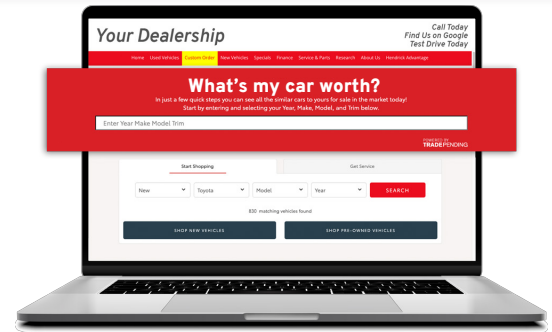 Your Dealership
Call Today
Find Us on Google
Test Drive Today
Home Used Vehicles Custom Order New Vehicles Specials Finance Service & Parts Research About Us Hendrick Advantage
What's my car worth?
In just a few quick steps you can see all the similar cars to yours for sale in the market today!
Start by entering and selecting your Year, Make, Model, and Trim below.
Enter Year Make Model Trim
POWERED BY
TRADEPENDING
Start Shopping Get Service
New Toyota Model Year SEARCH
830 matching vehicles found
SHOP NEW VEHICLES SHOP PRE-OWNED VEHICLES